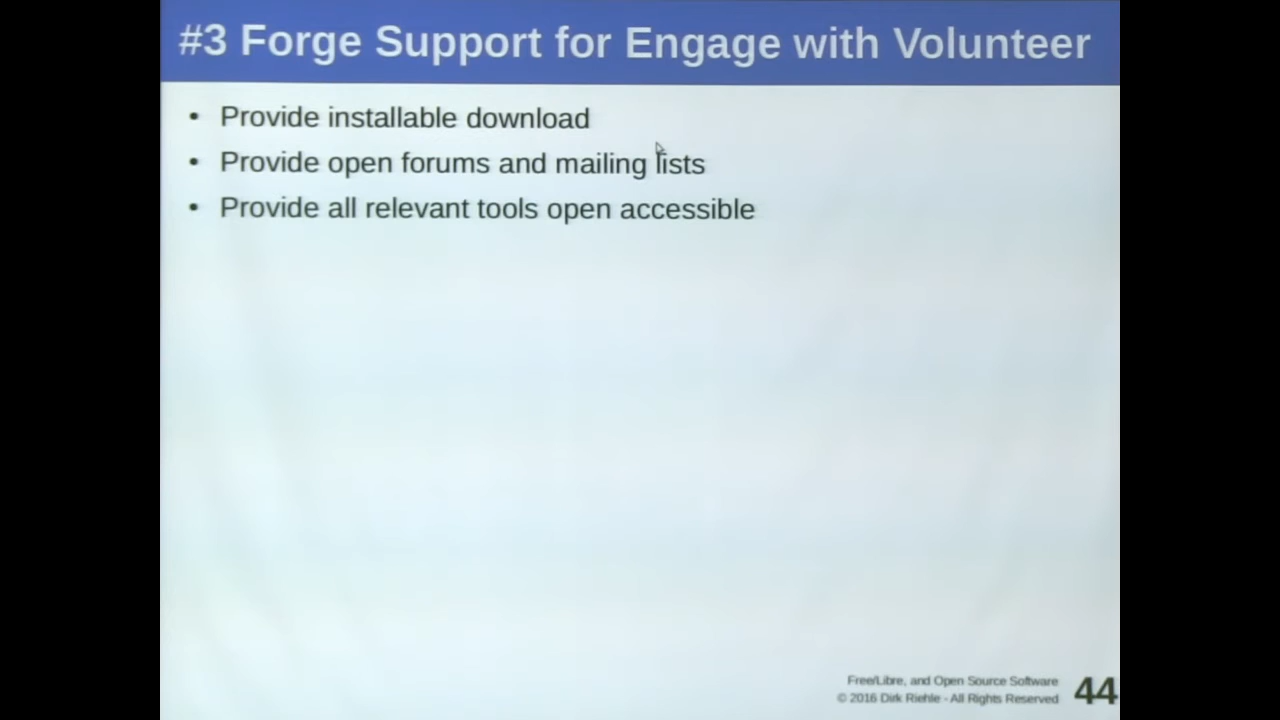 #3 Forge Support for Engage with Volunteer
• Provide installable download
• Provide open forums and mailing lists
• Provide all relevant tools open accessible
Free/Libre, and Open Source Software
© 2016 Dirk Riehle - All Rights Reserved
44